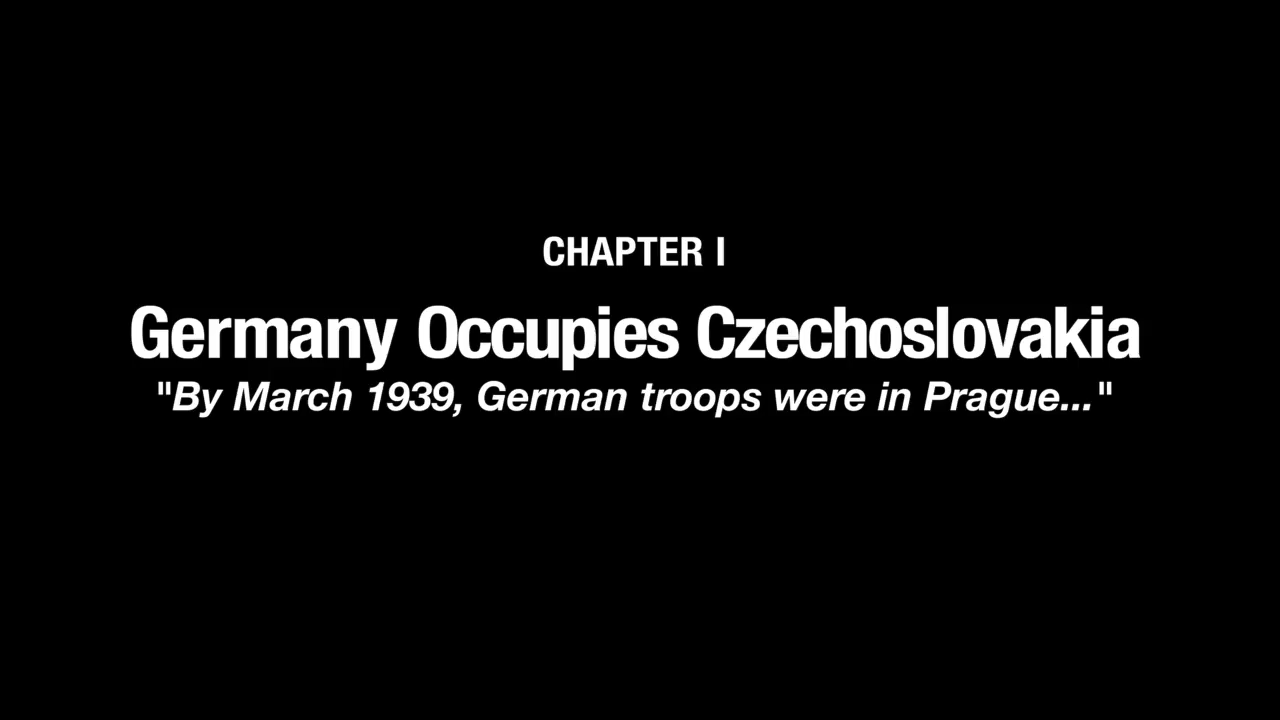 CHAPTER I
Germany Occupies Czechoslovakia
"By March 1939, German troops were in Prague..."